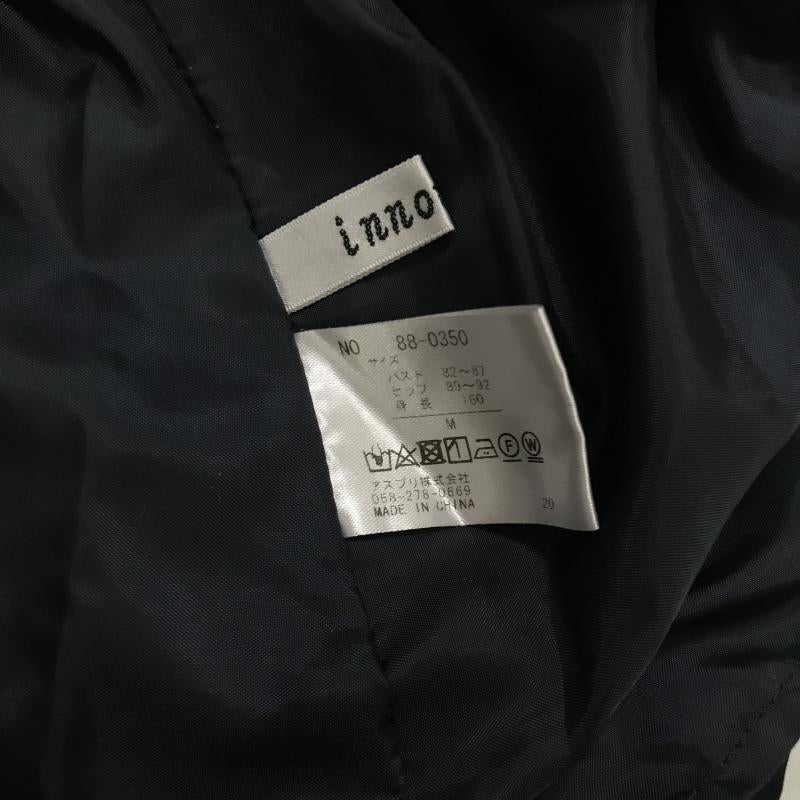 inno
NO 88-0350
サイズ
バスト 82〜87
ヒップ 89〜92
身長 160
M
F W
アスプリ株式会社
058-278-0669
MADE IN CHINA 20